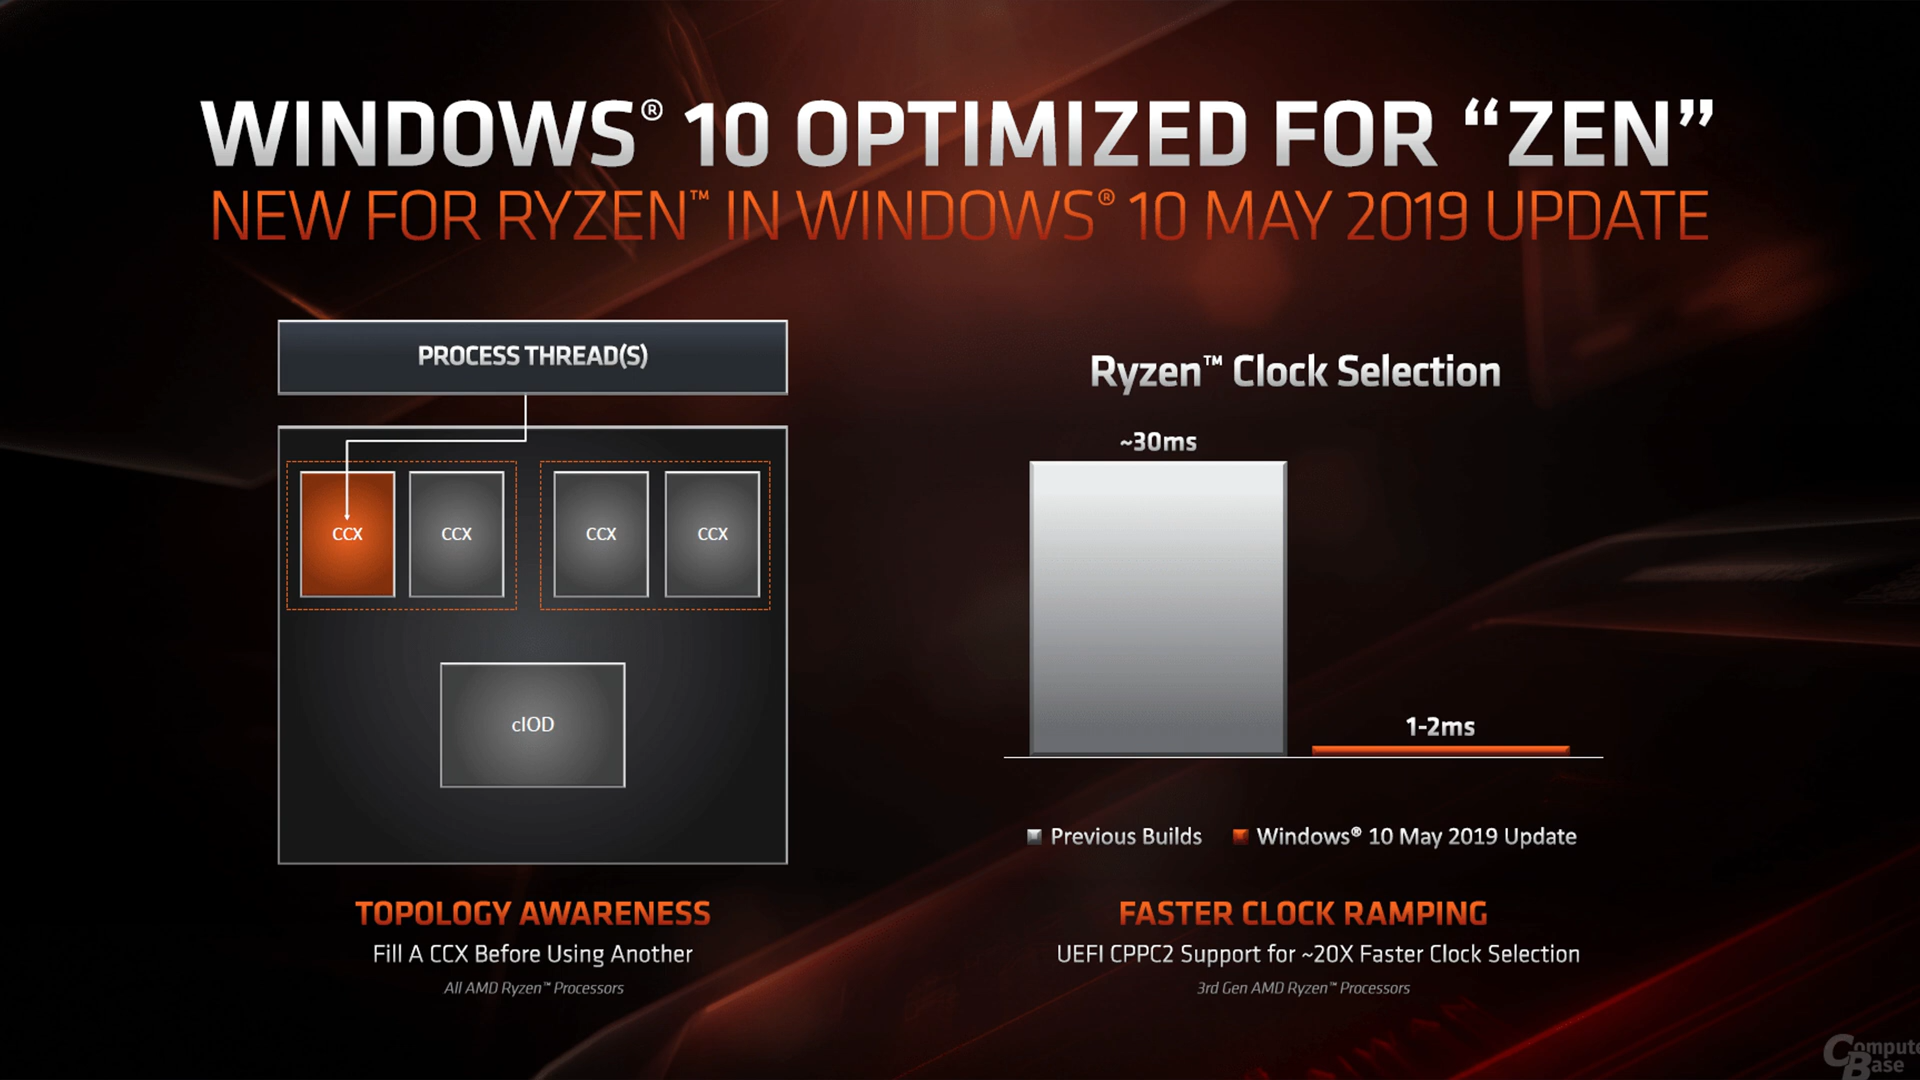 WINDOWS® 10 OPTIMIZED FOR “ZEN”
NEW FOR RYZEN™ IN WINDOWS® 10 MAY 2019 UPDATE
PROCESS THREAD(S)
CCX
CCX
CCX
CCX
cIOD
TOPOLOGY AWARENESS
Fill A CCX Before Using Another
All AMD Ryzen™ Processors
Ryzen™ Clock Selection
~30ms
1-2ms
Previous Builds
Windows® 10 May 2019 Update
FASTER CLOCK RAMPING
UEFI CPPC2 Support for ~20X Faster Clock Selection
3rd Gen AMD Ryzen™ Processors
Compute
Base